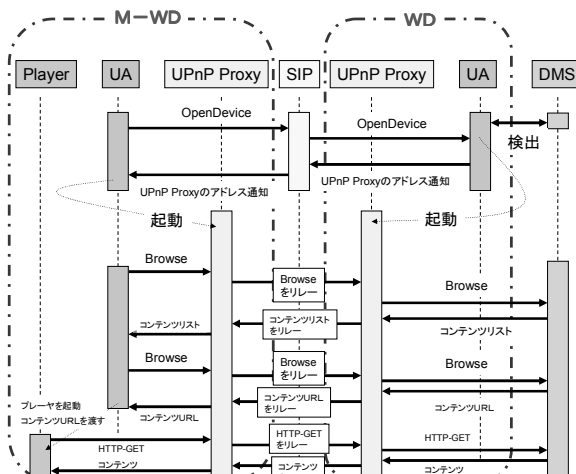 M－WD
WD
Player
UA
UPnP Proxy
SIP
UPnP Proxy
UA
DMS
OpenDevice
OpenDevice
検出
UPnP Proxyのアドレス通知
UPnP Proxyのアドレス通知
起動
起動
Browse
Browse
をリレー
Browse
コンテンツリスト
コンテンツリスト
をリレー
コンテンツリスト
Browse
Browse
をリレー
Browse
プレーヤを起動
コンテンツURLを渡す
コンテンツURL
コンテンツURL
をリレー
コンテンツURL
HTTP-GET
HTTP-GET
をリレー
HTTP-GET
コンテンツ
コンテンツ
コンテンツ